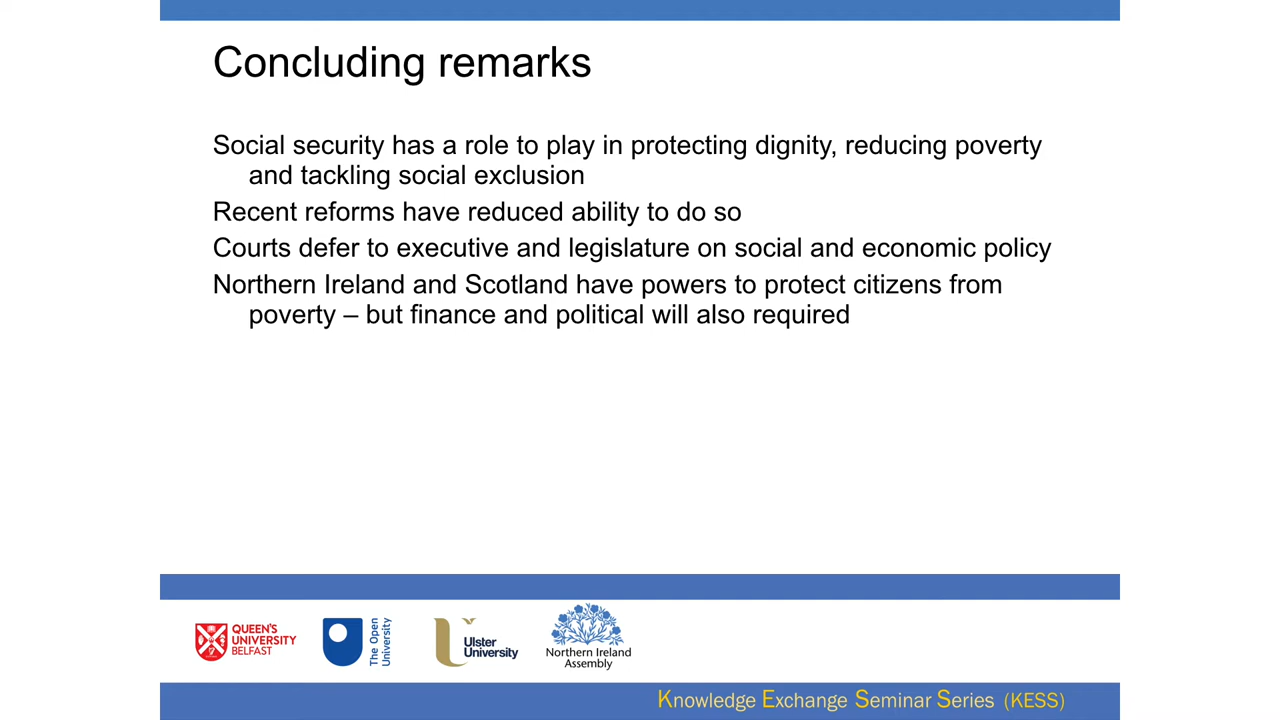 Concluding remarks
Social security has a role to play in protecting dignity, reducing poverty
and tackling social exclusion
Recent reforms have reduced ability to do so
Courts defer to executive and legislature on social and economic policy
Northern Ireland and Scotland have powers to protect citizens from
poverty – but finance and political will also required
QUEEN'S
UNIVERSITY
BELFAST
The Open
University
Ulster
University
Northern Ireland
Assembly
Knowledge Exchange Seminar Series (KESS)